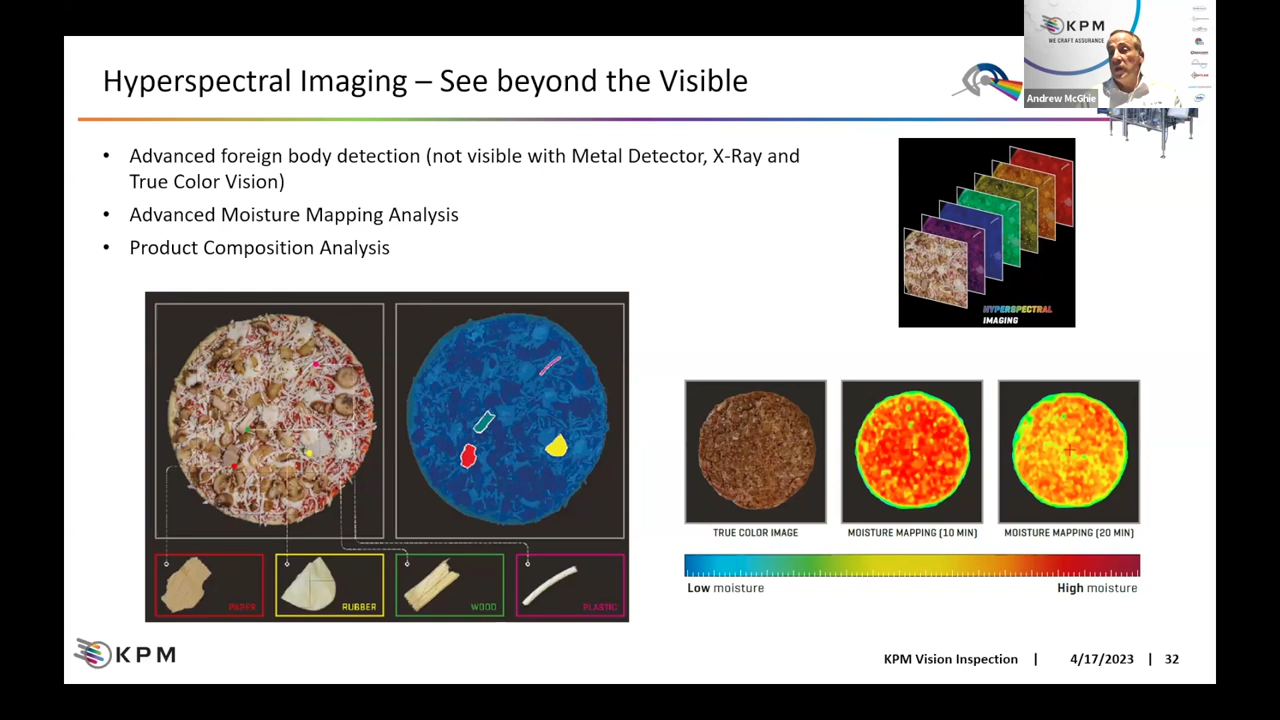 KPM
WE CRAFT ASSURANCE
Andrew McGhie
Hyperspectral Imaging – See beyond the Visible
• Advanced foreign body detection (not visible with Metal Detector, X-Ray and
True Color Vision)
• Advanced Moisture Mapping Analysis
• Product Composition Analysis
HYPERSPECTRAL
IMAGING
PAPER
RUBBER
WOOD
PLASTIC
TRUE COLOR IMAGE
MOISTURE MAPPING (10 MIN)
MOISTURE MAPPING (20 MIN)
Low moisture
High moisture
KPM
KPM Vision Inspection | 4/17/2023 | 32